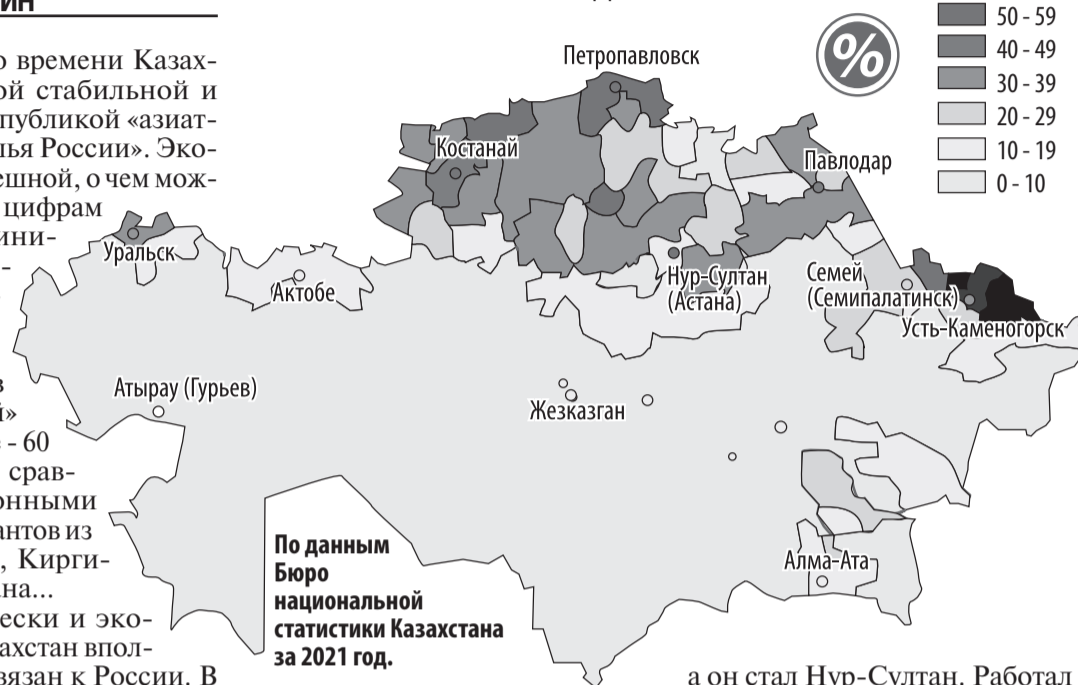 ин
времени Казах-
ой стабильной и
публикой «азиат-
лья России». Эко-
ешной, о чем мож-
цифрам
ини-
-
в
й»
- 60
срав-
онными
антов из
, Кирги-
на...
ески и эко-
ахстан впол-
вязан к России. В
%
50 - 59
40 - 49
30 - 39
20 - 29
10 - 19
0 - 10
Петропавловск
Костанай
Павлодар
Уральск
Актобе
Нур-Султан
(Астана)
Семей
(Семипалатинск)
Усть-Каменогорск
Атырау (Гурьев)
Жезказган
Алма-Ата
По данным
Бюро
национальной
статистики Казахстана
за 2021 год.
а он стал Нур-Султан. Работал